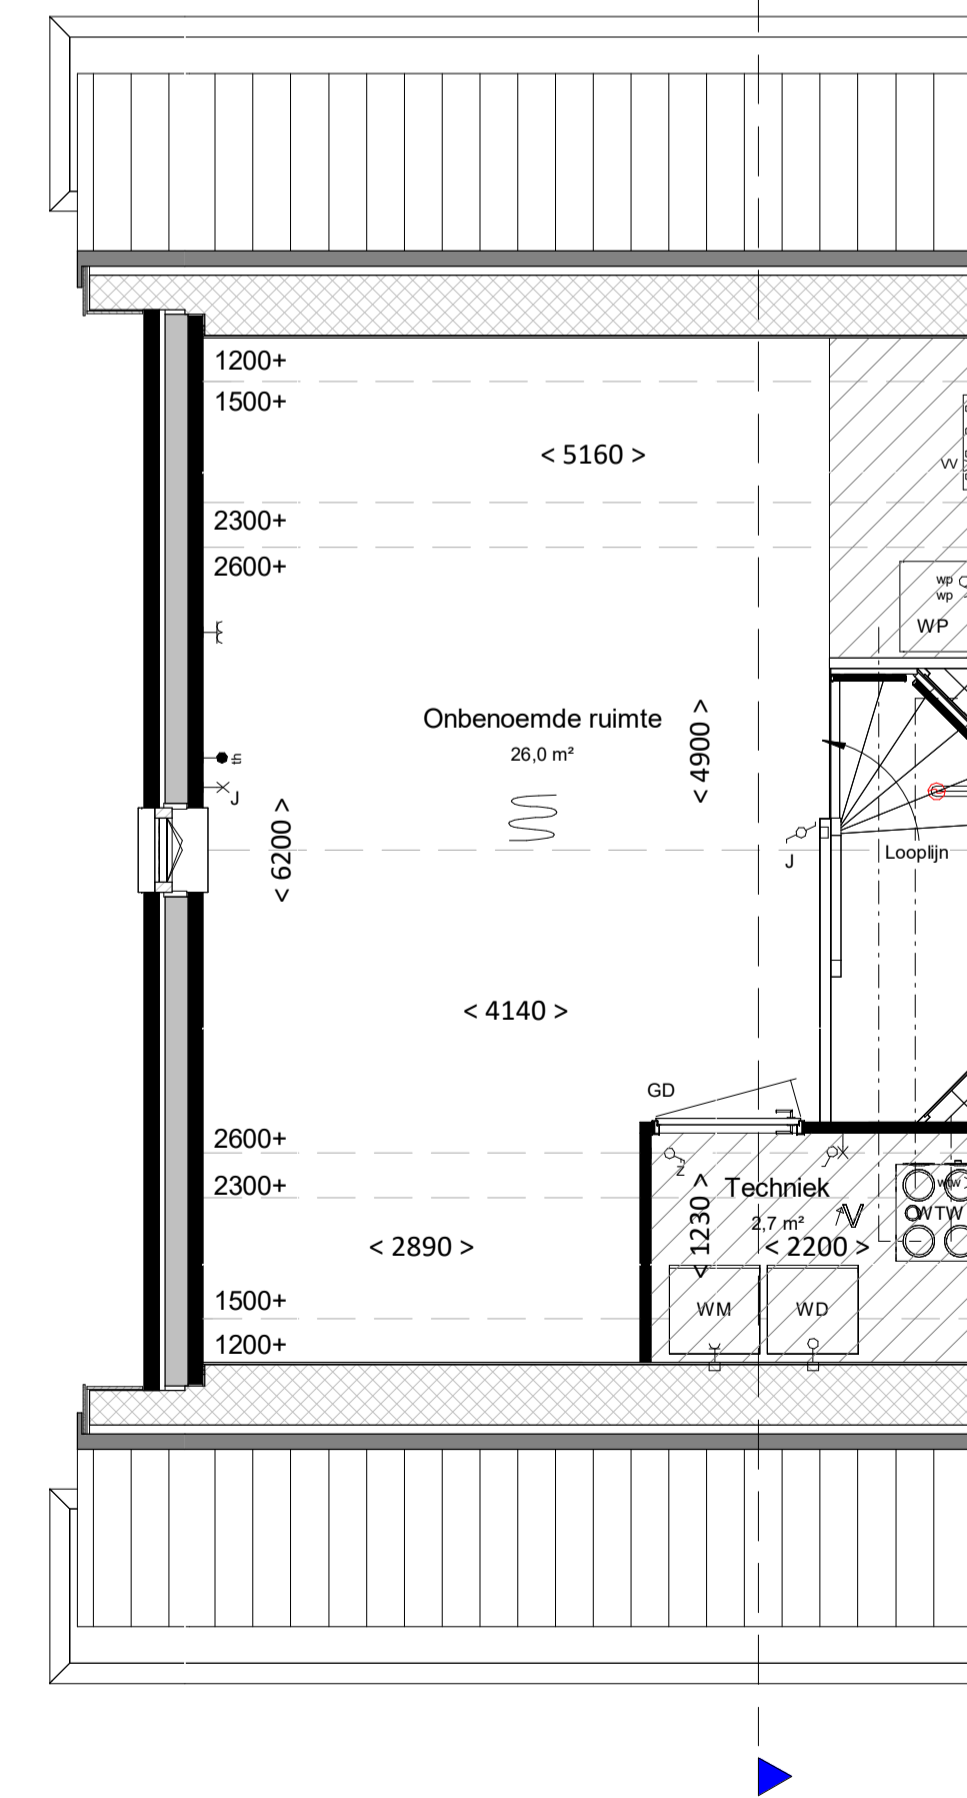 1200+
1500+
< 5160 >
VV
2300+
2600+
wp
wp
WP
Onbenoemde ruimte
26,0 m²
< 4900 >
th
J
< 6200 >
J
Looplijn
< 4140 >
GD
2600+
z
Techniek
2300+
2,7 m²
< 1230 >
< 2200 >
wtw
WTW
< 2890 >
1500+
WM
WD
1200+